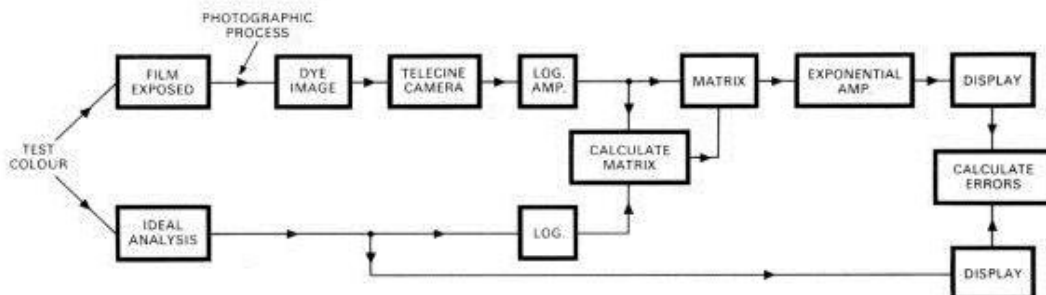 PHOTOGRAPHIC
PROCESS
FILM
EXPOSED
DYE
IMAGE
TELECINE
CAMERA
LOG.
AMP.
MATRIX
EXPONENTIAL
AMP.
DISPLAY
TEST
COLOUR
CALCULATE
MATRIX
CALCULATE
ERRORS
IDEAL
ANALYSIS
LOG.
DISPLAY